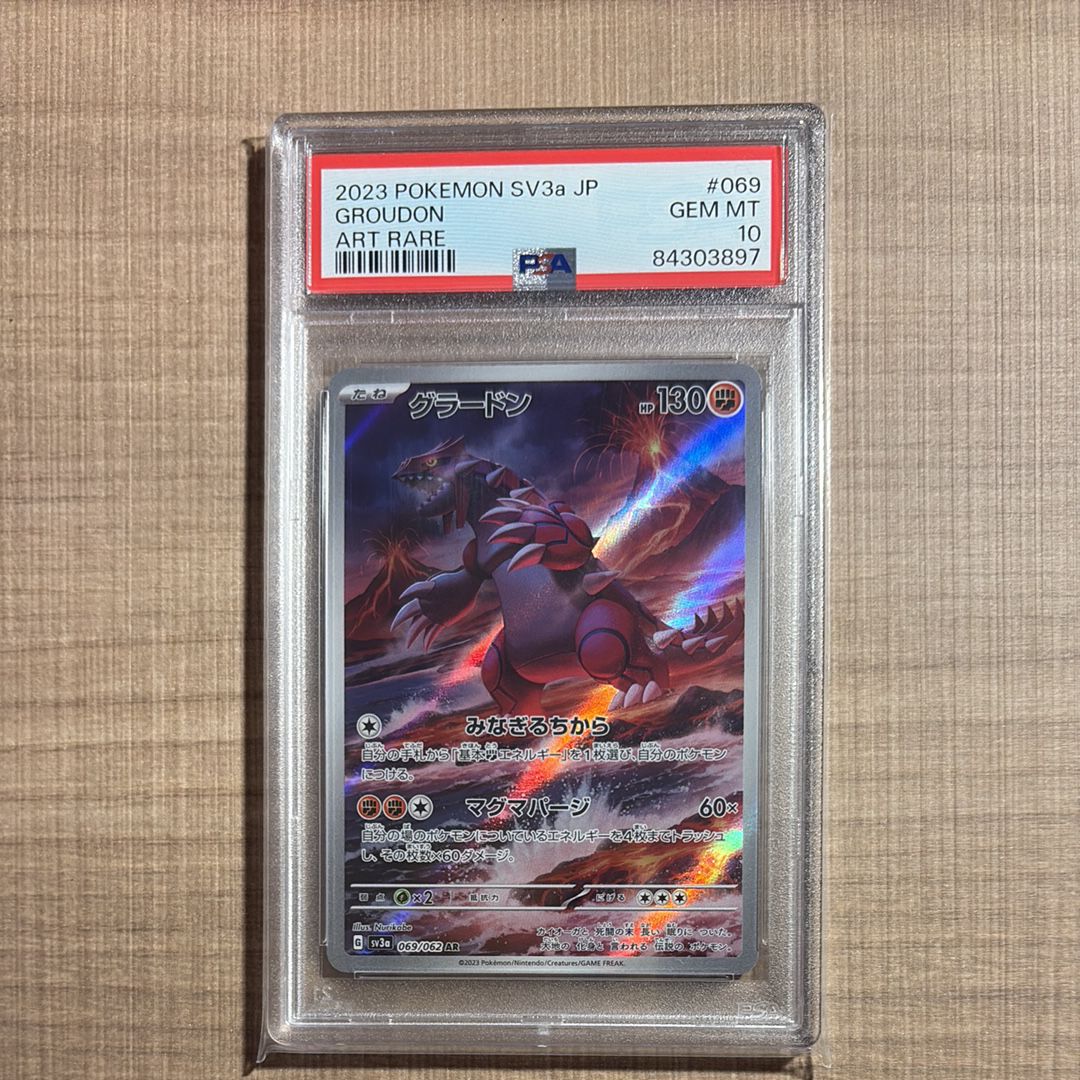 2023 POKEMON SV3a JP #069
GROUDON GEM MT
ART RARE 10
PSA 84303897
たね グラードン HP 130
みなぎるちから
自分の手札から「基本エネルギー」を1枚選び、自分のポケモン
につける。
マグマパージ 60×
自分の場のポケモンについているエネルギーを4枚までトラッシュ
し、その枚数×60ダメージ。
弱点 ×2 抵抗力 にげる
Illus. Nurikabe
カイオーガと 死闘の末 長い 眠りに ついた。
大地の 化身と 言われる 伝説の ポケモン。
G sv3a 069/062 AR
©2023 Pokémon/Nintendo/Creatures/GAME FREAK.
PSA